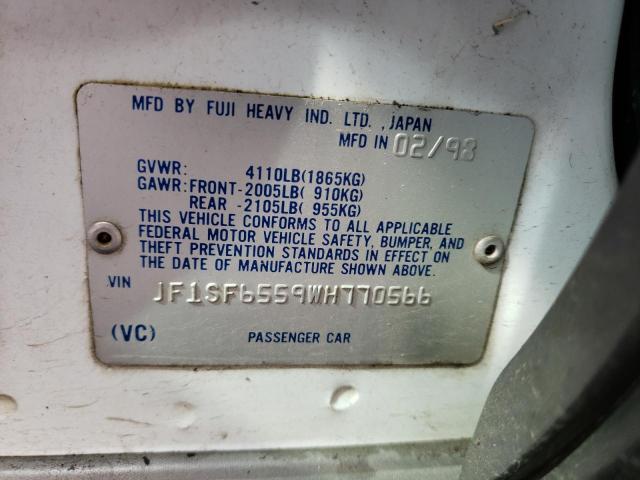 MFD BY FUJI HEAVY IND. LTD. ,JAPAN
MFD IN 02/98
GVWR: 4110LB(1865KG)
GAWR:FRONT-2005LB( 910KG)
REAR -2105LB( 955KG)
THIS VEHICLE CONFORMS TO ALL APPLICABLE
FEDERAL MOTOR VEHICLE SAFETY, BUMPER, AND
THEFT PREVENTION STANDARDS IN EFFECT ON
THE DATE OF MANUFACTURE SHOWN ABOVE.
VIN JF1SF6559WH770566
(VC) PASSENGER CAR